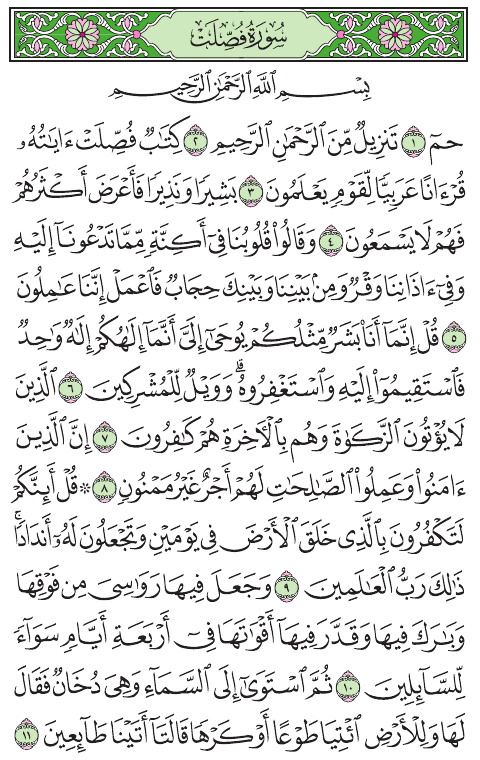 سُورَةُ فُصِّلَتْ
بِسْمِ ٱللَّهِ ٱلرَّحْمَٰنِ ٱلرَّحِيمِ
حمٓ ١ تَنزِيلٌ مِّنَ ٱلرَّحْمَٰنِ ٱلرَّحِيمِ ٢ كِتَٰبٌ فُصِّلَتْ ءَايَٰتُهُۥ
قُرْءَانًا عَرَبِيًّا لِّقَوْمٍ يَعْلَمُونَ ٣ بَشِيرًا وَنَذِيرًا فَأَعْرَضَ أَكْثَرُهُمْ
فَهُمْ لَا يَسْمَعُونَ ٤ وَقَالُوا۟ قُلُوبُنَا فِىٓ أَكِنَّةٍ مِّمَّا تَدْعُونَآ إِلَيْهِ
وَفِىٓ ءَاذَانِنَا وَقْرٌ وَمِنۢ بَيْنِنَا وَبَيْنِكَ حِجَابٌ فَٱعْمَلْ إِنَّنَا عَٰمِلُونَ
٥ قُلْ إِنَّمَآ أَنَا۠ بَشَرٌ مِّثْلُكُمْ يُوحَىٰٓ إِلَىَّ أَنَّمَآ إِلَٰهُكُمْ إِلَٰهٌ وَٰحِدٌ
فَٱسْتَقِيمُوٓا۟ إِلَيْهِ وَٱسْتَغْفِرُوهُ ۗ وَوَيْلٌ لِّلْمُشْرِكِينَ ٦ ٱلَّذِينَ
لَا يُؤْتُونَ ٱلزَّكَوٰةَ وَهُم بِٱلْـَٔاخِرَةِ هُمْ كَٰفِرُونَ ٧ إِنَّ ٱلَّذِينَ
ءَامَنُوا۟ وَعَمِلُوا۟ ٱلصَّٰلِحَٰتِ لَهُمْ أَجْرٌ غَيْرُ مَمْنُونٍ ٨ ۞ قُلْ أَئِنَّكُمْ
لَتَكْفُرُونَ بِٱلَّذِى خَلَقَ ٱلْأَرْضَ فِى يَوْمَيْنِ وَتَجْعَلُونَ لَهُۥٓ أَندَادًا ۚ
ذَٰلِكَ رَبُّ ٱلْعَٰلَمِينَ ٩ وَجَعَلَ فِيهَا رَوَٰسِىَ مِن فَوْقِهَا
وَبَٰرَكَ فِيهَا وَقَدَّرَ فِيهَآ أَقْوَٰتَهَا فِىٓ أَرْبَعَةِ أَيَّامٍ سَوَآءً
لِّلسَّآئِلِينَ ١٠ ثُمَّ ٱسْتَوَىٰٓ إِلَى ٱلسَّمَآءِ وَهِىَ دُخَانٌ فَقَالَ
لَهَا وَلِلْأَرْضِ ٱئْتِيَا طَوْعًا أَوْ كَرْهًا قَالَتَآ أَتَيْنَا طَآئِعِينَ ١١